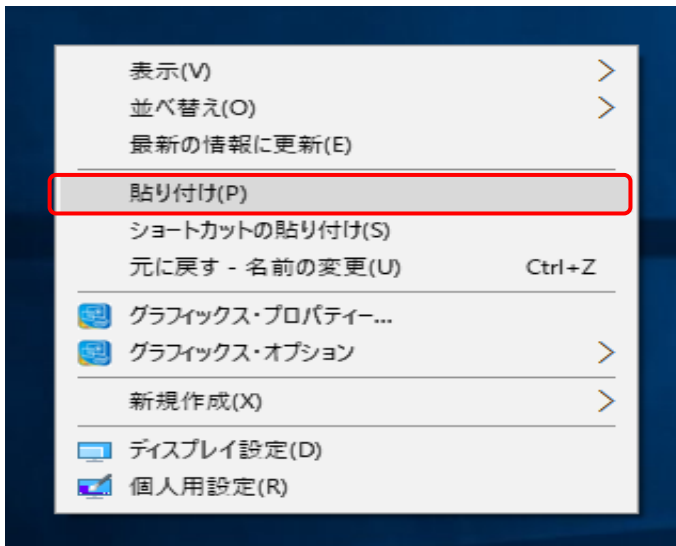 表示(V)
並べ替え(O)
最新の情報に更新(E)
貼り付け(P)
ショートカットの貼り付け(S)
元に戻す - 名前の変更(U) Ctrl+Z
グラフィックス・プロパティー...
グラフィックス・オプション
新規作成(X)
ディスプレイ設定(D)
個人用設定(R)